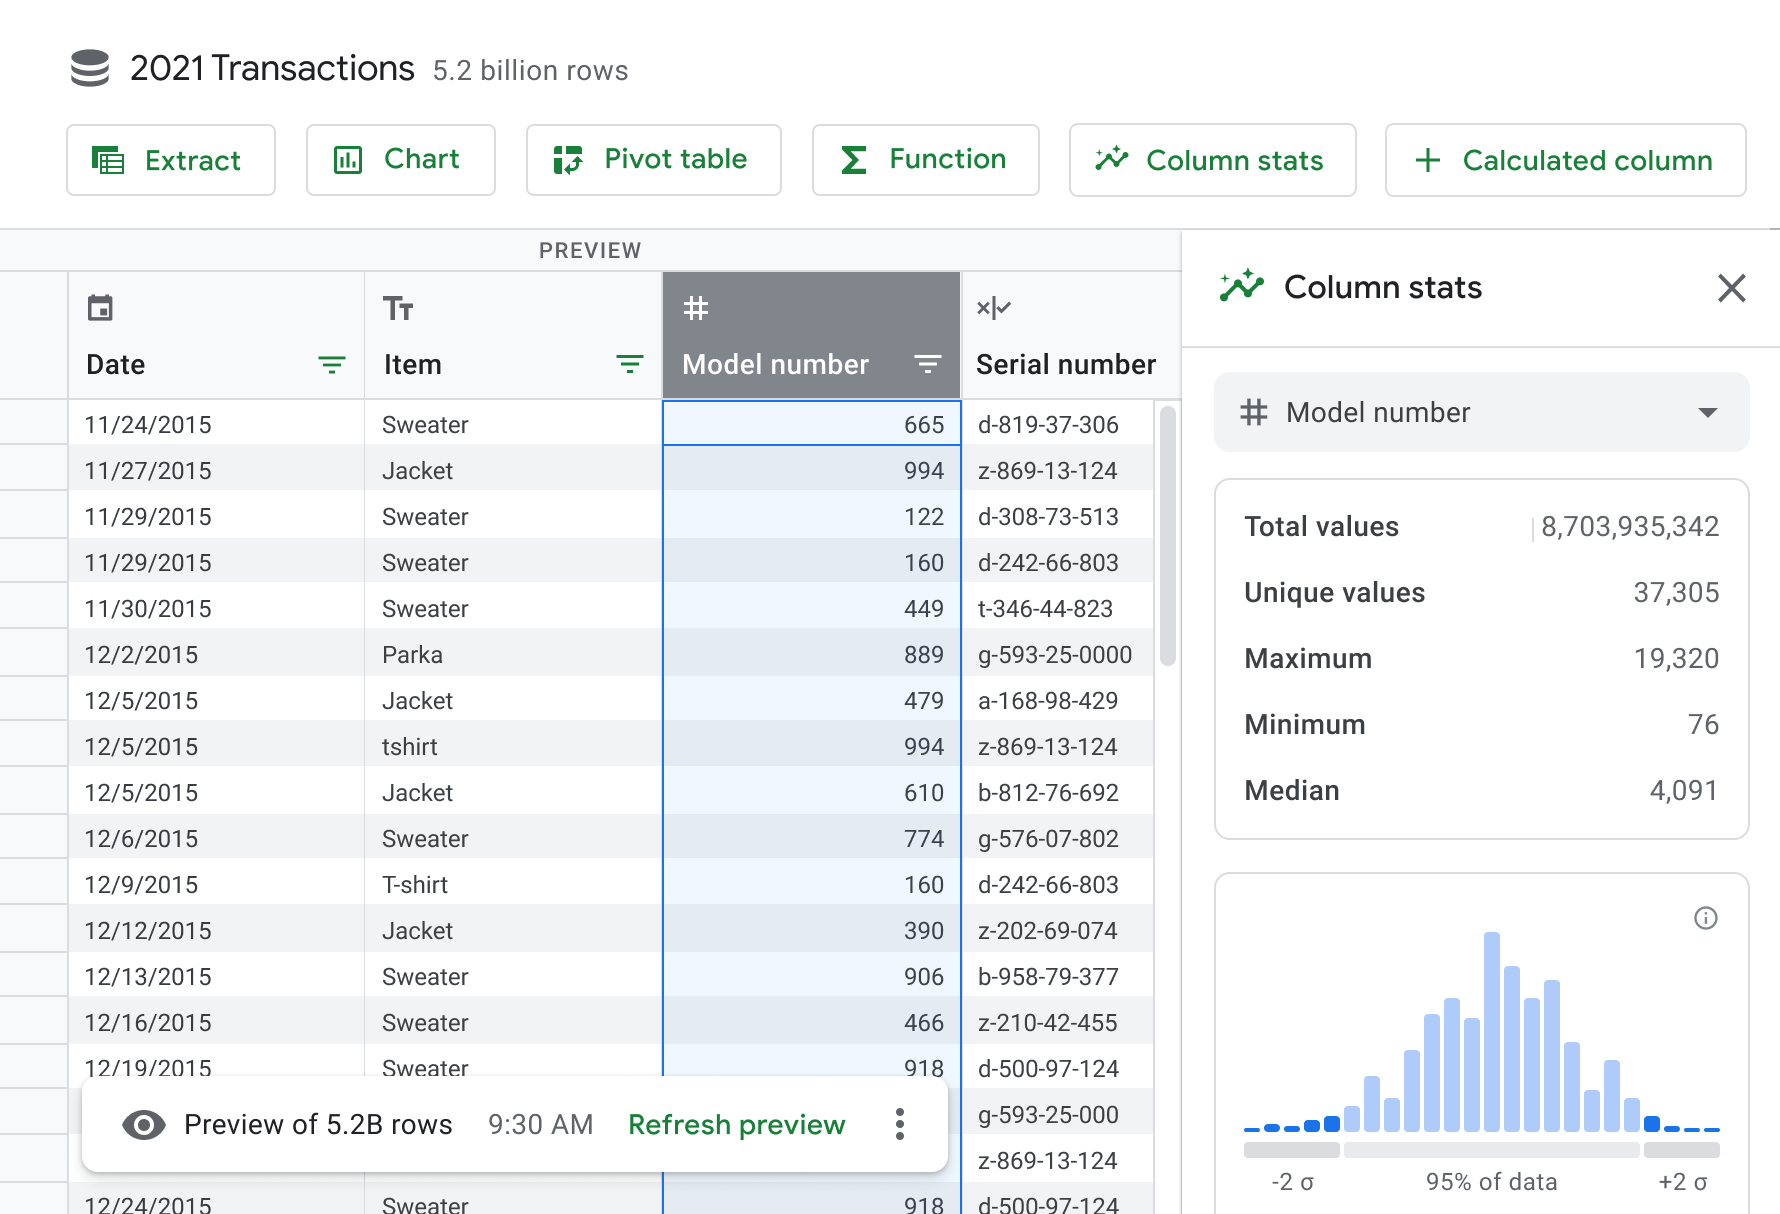 2021 Transactions 5.2 billion rows
Extract Chart Pivot table Function Column stats Calculated column
PREVIEW
Date Item Model number Serial number
11/24/2015 Sweater 665 d-819-37-306
11/27/2015 Jacket 994 z-869-13-124
11/29/2015 Sweater 122 d-308-73-513
11/29/2015 Sweater 160 d-242-66-803
11/30/2015 Sweater 449 t-346-44-823
12/2/2015 Parka 889 g-593-25-0000
12/5/2015 Jacket 479 a-168-98-429
12/5/2015 tshirt 994 z-869-13-124
12/5/2015 Jacket 610 b-812-76-692
12/6/2015 Sweater 774 g-576-07-802
12/9/2015 T-shirt 160 d-242-66-803
12/12/2015 Jacket 390 z-202-69-074
12/13/2015 Sweater 906 b-958-79-377
12/16/2015 Sweater 466 z-210-42-455
12/19/2015 Sweater 918 d-500-97-124
g-593-25-000
Preview of 5.2B rows 9:30 AM Refresh preview
z-869-13-124
12/24/2015 Sweater 918 d-500-97-124
Column stats
Model number
Total values 8,703,935,342
Unique values 37,305
Maximum 19,320
Minimum 76
Median 4,091
-2 σ 95% of data +2 σ